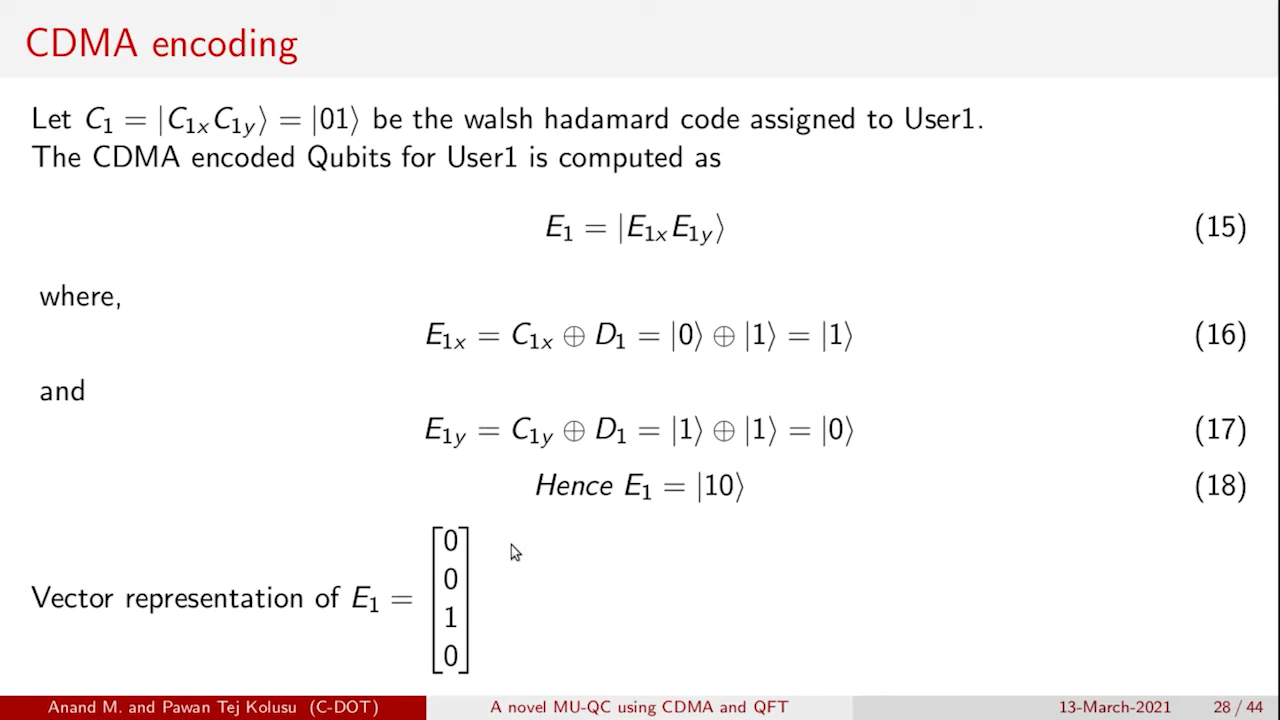 CDMA encoding
Let C₁ = |C₁ₓC₁ᵧ⟩ = |01⟩ be the walsh hadamard code assigned to User1.
The CDMA encoded Qubits for User1 is computed as
E₁ = |E₁ₓE₁ᵧ⟩ (15)
where,
E₁ₓ = C₁ₓ ⊕ D₁ = |0⟩ ⊕ |1⟩ = |1⟩ (16)
and
E₁ᵧ = C₁ᵧ ⊕ D₁ = |1⟩ ⊕ |1⟩ = |0⟩ (17)
Hence E₁ = |10⟩ (18)
Vector representation of E₁ =
0
0
1
0
Anand M. and Pawan Tej Kolusu (C-DOT) A novel MU-QC using CDMA and QFT 13-March-2021 28 / 44